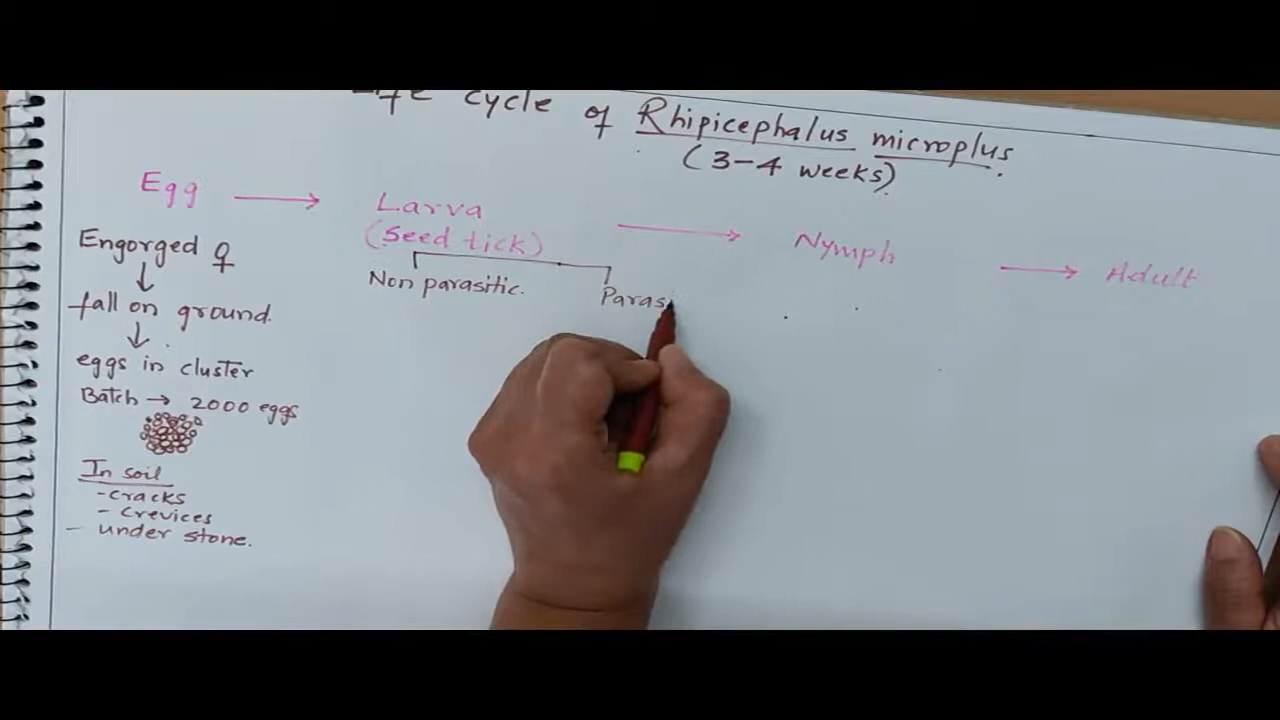 Life cycle of Rhipicephalus microplus.
(3-4 weeks)
Egg → Larva → Nymph → Adult
(Seed tick)
Non parasitic.
Paras
Engorged ♀
↓
fall on ground.
↓
eggs in cluster
Batch → 2000 eggs
In soil
- cracks
- crevices
- under stone.